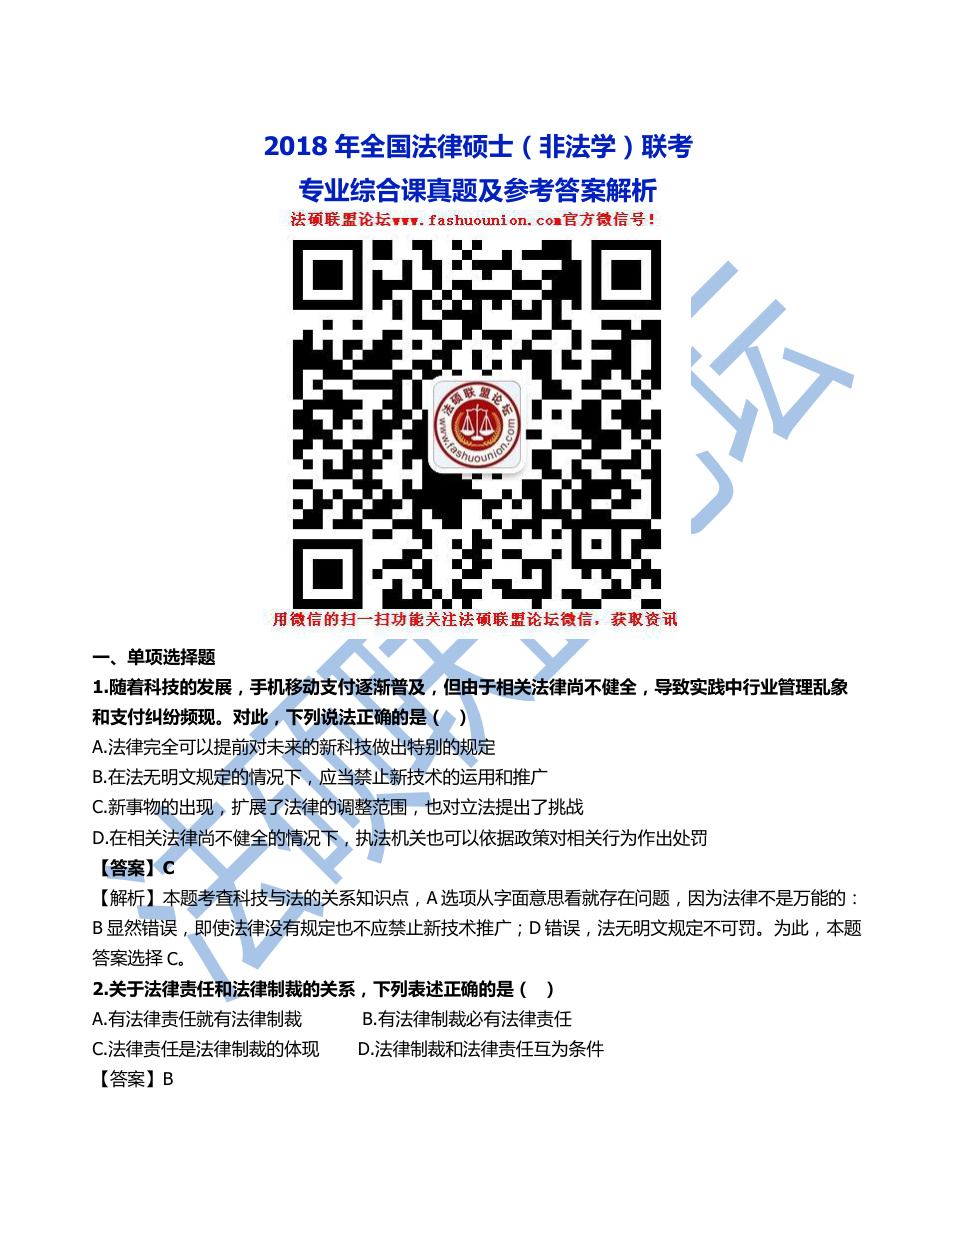 2018 年全国法律硕士（非法学）联考
专业综合课真题及参考答案解析
法硕联盟论坛www.fashuounion.com官方微信号！
法硕联盟论坛
www.fashuounion.com
用微信的扫一扫功能关注法硕联盟论坛微信，获取资讯
法硕联盟论坛
一、单项选择题
1.随着科技的发展，手机移动支付逐渐普及，但由于相关法律尚不健全，导致实践中行业管理乱象
和支付纠纷频现。对此，下列说法正确的是（ ）
A.法律完全可以提前对未来的新科技做出特别的规定
B.在法无明文规定的情况下，应当禁止新技术的运用和推广
C.新事物的出现，扩展了法律的调整范围，也对立法提出了挑战
D.在相关法律尚不健全的情况下，执法机关也可以依据政策对相关行为作出处罚
【答案】C
【解析】本题考查科技与法的关系知识点，A 选项从字面意思看就存在问题，因为法律不是万能的：
B 显然错误，即使法律没有规定也不应禁止新技术推广；D 错误，法无明文规定不可罚。为此，本题
答案选择 C。
2.关于法律责任和法律制裁的关系，下列表述正确的是（ ）
A.有法律责任就有法律制裁 B.有法律制裁必有法律责任
C.法律责任是法律制裁的体现 D.法律制裁和法律责任互为条件
【答案】B